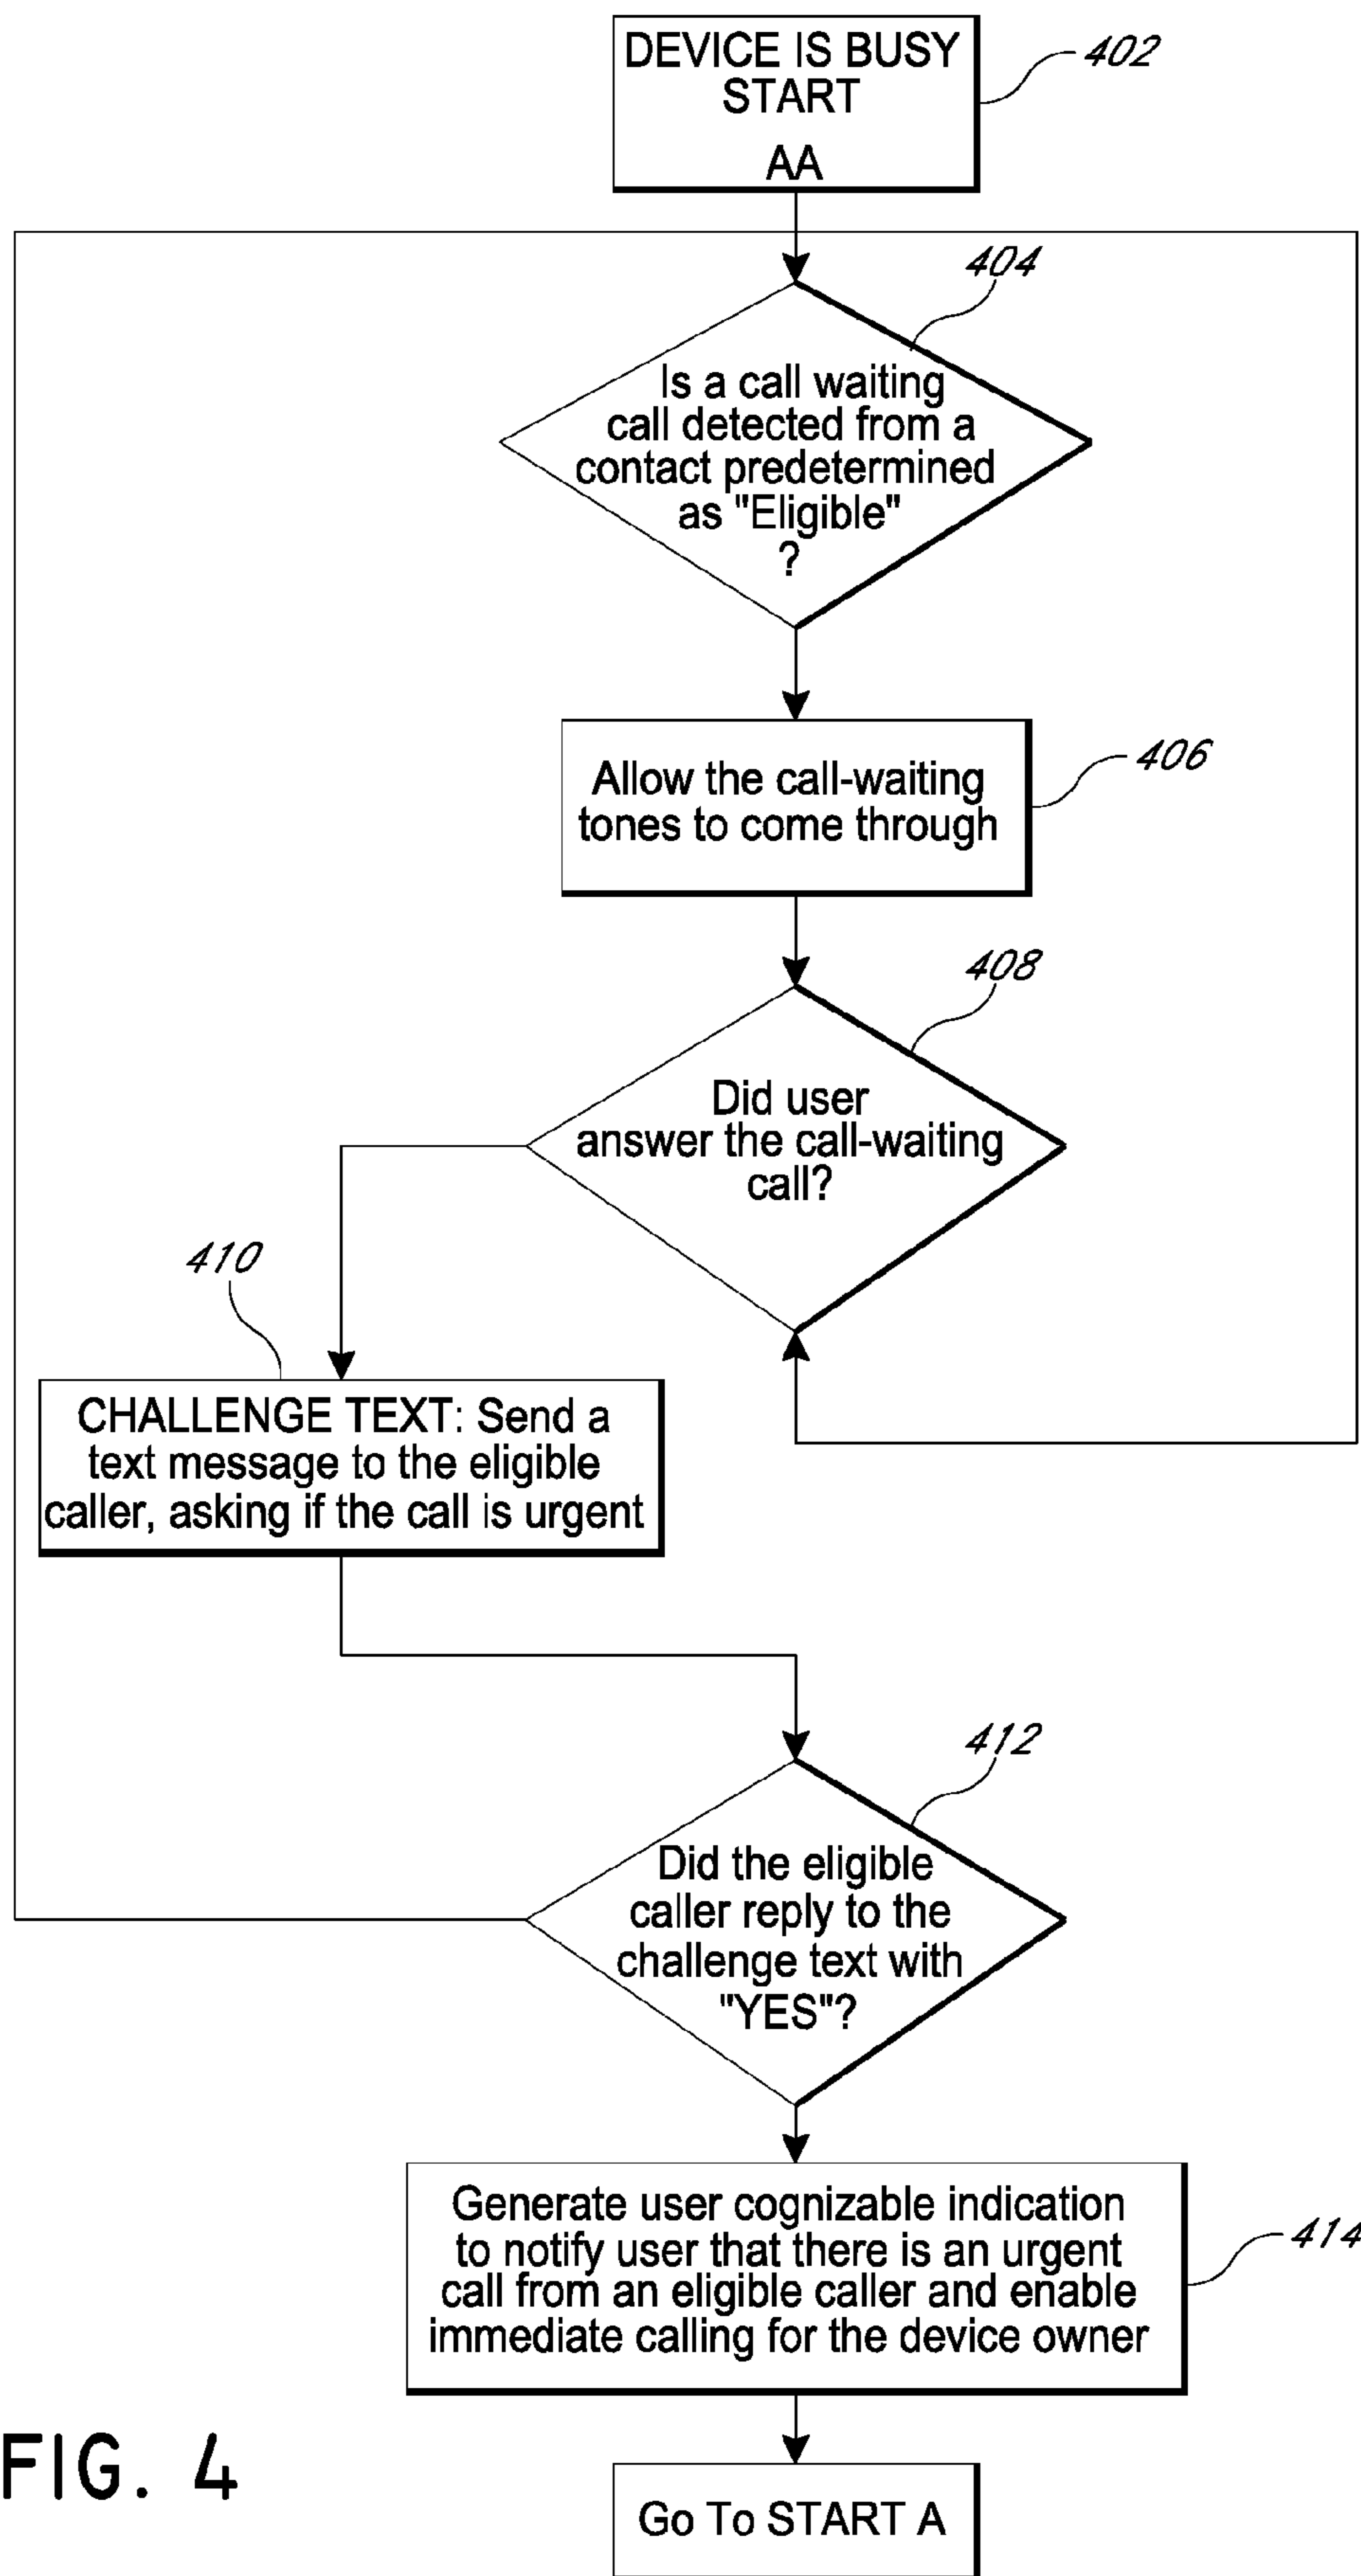 DEVICE IS BUSY
START
AA
402
404
Is a call waiting
call detected from a
contact predetermined
as "Eligible"
?
Allow the call-waiting
tones to come through
406
408
Did user
answer the call-waiting
call?
410
CHALLENGE TEXT: Send a
text message to the eligible
caller, asking if the call is urgent
412
Did the eligible
caller reply to the
challenge text with
"YES"?
Generate user cognizable indication
to notify user that there is an urgent
call from an eligible caller and enable
immediate calling for the device owner
414
Go To START A
FIG. 4